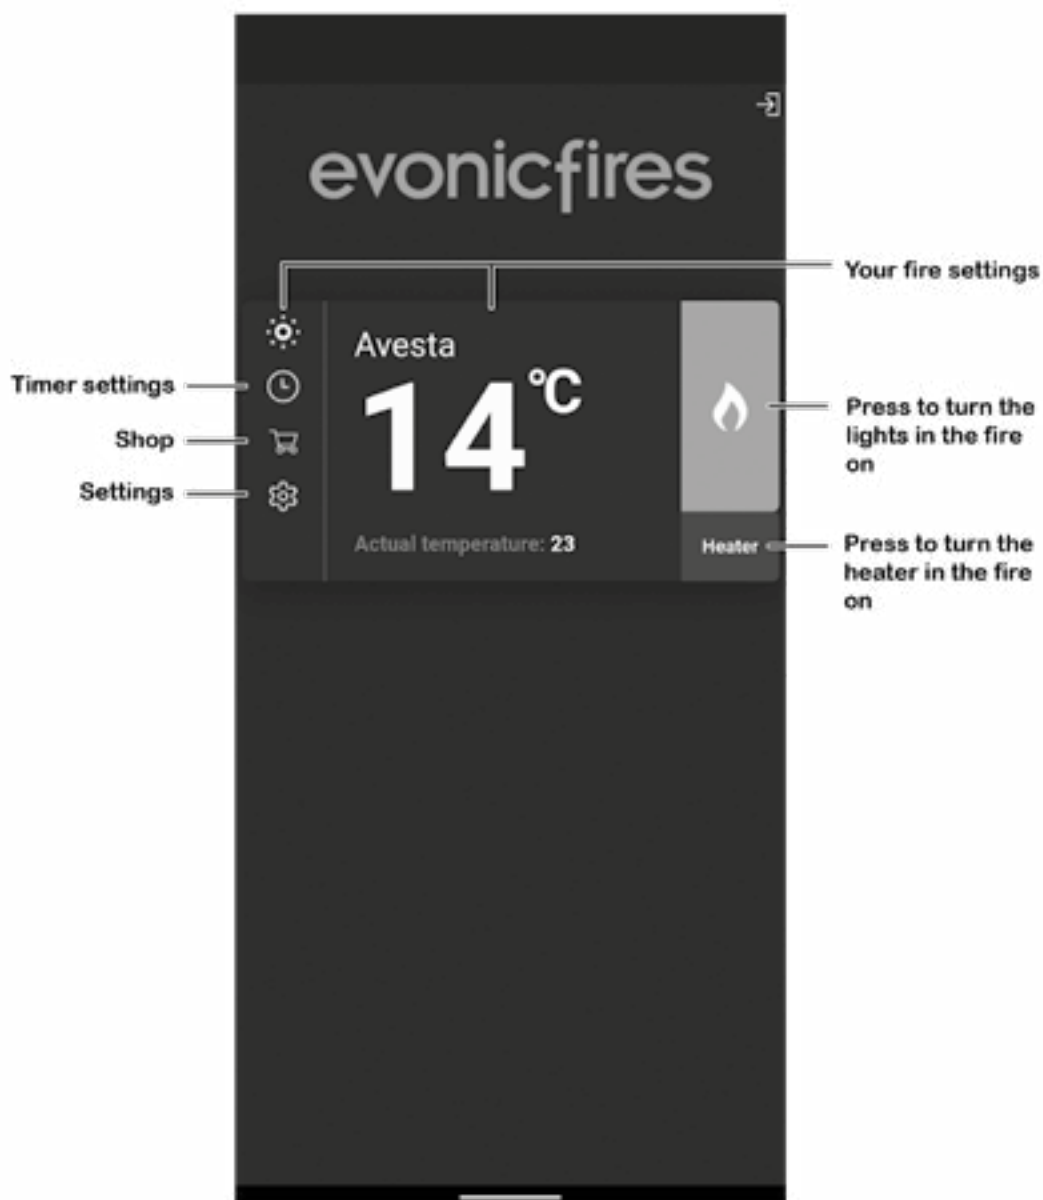 evonicfires
Your fire settings
Avesta
14°C
Actual temperature: 23
Timer settings
Shop
Settings
Press to turn the
lights in the fire
on
Heater
Press to turn the
heater in the fire
on